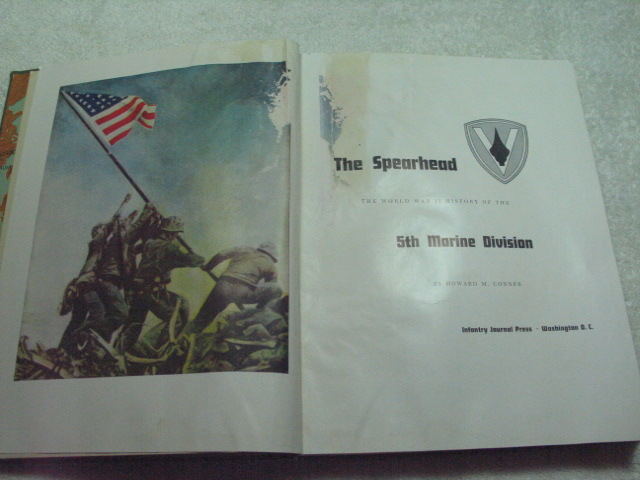 The Spearhead
THE WORLD WAR II HISTORY OF THE
5th Marine Division
BY HOWARD M. CONNER
Infantry Journal Press - Washington D. C.